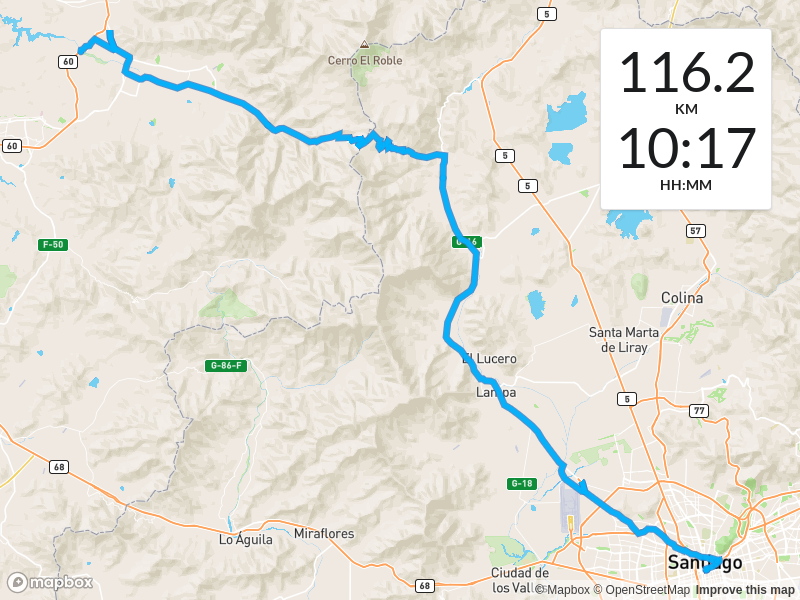 5
60
Cerro El Roble
116.2
KM
10:17
HH:MM
60
5
5
57
F-50
Colina
Santa Marta
de Liray
El Lucero
G-86-F
Lampa
5
77
68
G-18
Lo Águila
Miraflores
Santiago
Ciudad de
los Valles
68
mapbox
© Mapbox © OpenStreetMap Improve this map